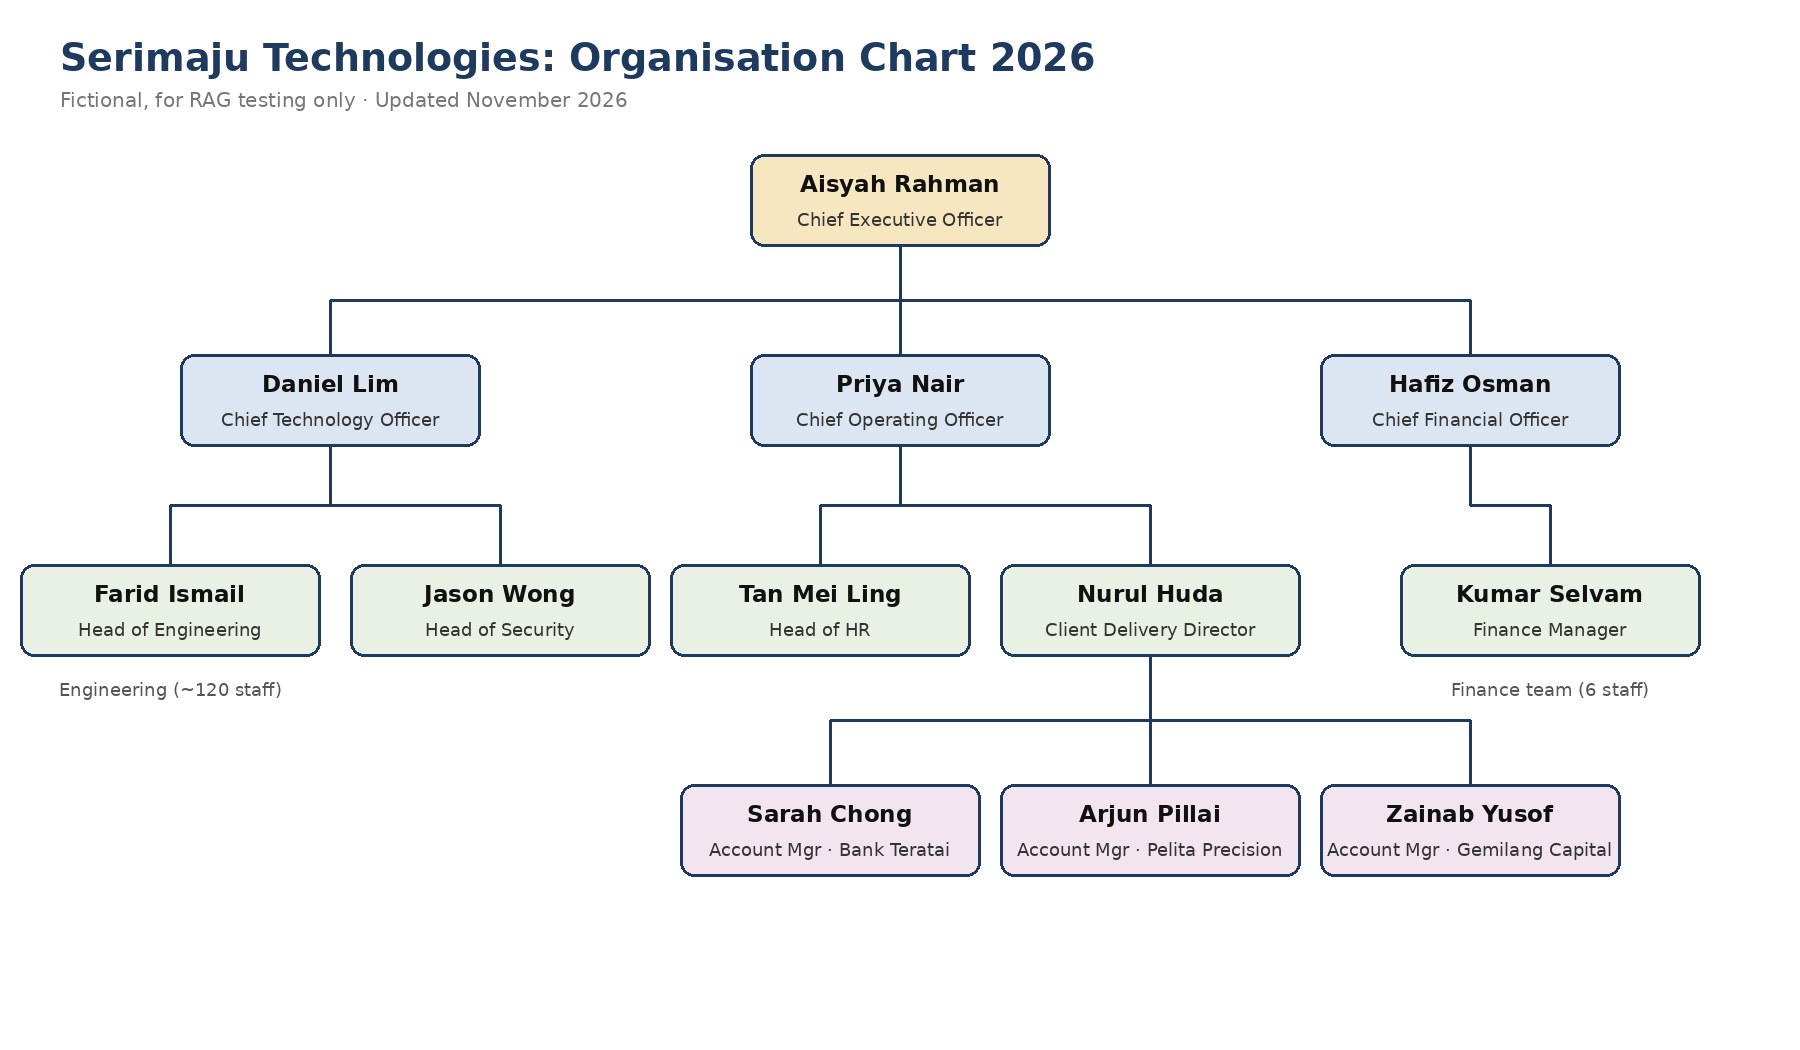 Serimaju Technologies: Organisation Chart 2026
Fictional, for RAG testing only · Updated November 2026
Aisyah Rahman
Chief Executive Officer
Daniel Lim
Chief Technology Officer
Priya Nair
Chief Operating Officer
Hafiz Osman
Chief Financial Officer
Farid Ismail
Head of Engineering
Jason Wong
Head of Security
Tan Mei Ling
Head of HR
Nurul Huda
Client Delivery Director
Kumar Selvam
Finance Manager
Engineering (~120 staff)
Finance team (6 staff)
Sarah Chong
Account Mgr · Bank Teratai
Arjun Pillai
Account Mgr · Pelita Precision
Zainab Yusof
Account Mgr · Gemilang Capital